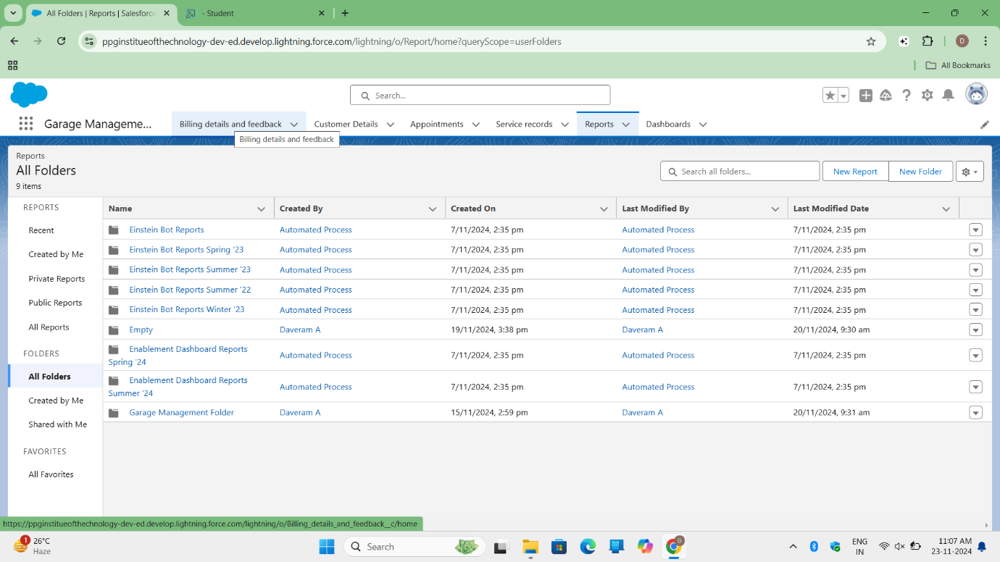 All Folders | Reports | Salesforce
- Student
ppginstitueofthechnology-dev-ed.develop.lightning.force.com/lightning/o/Report/home?queryScope=userFolders
D
All Bookmarks
Search...
Garage Manageme...
Billing details and feedback
Customer Details
Appointments
Service records
Reports
Dashboards
Billing details and feedback
Reports
All Folders
9 items
Search all folders...
New Report
New Folder
REPORTS
Recent
Created by Me
Private Reports
Public Reports
All Reports
FOLDERS
All Folders
Created by Me
Shared with Me
FAVORITES
All Favorites
Name Created By Created On Last Modified By Last Modified Date
Einstein Bot Reports Automated Process 7/11/2024, 2:35 pm Automated Process 7/11/2024, 2:35 pm
Einstein Bot Reports Spring '23 Automated Process 7/11/2024, 2:35 pm Automated Process 7/11/2024, 2:35 pm
Einstein Bot Reports Summer '23 Automated Process 7/11/2024, 2:35 pm Automated Process 7/11/2024, 2:35 pm
Einstein Bot Reports Summer '22 Automated Process 7/11/2024, 2:35 pm Automated Process 7/11/2024, 2:35 pm
Einstein Bot Reports Winter '23 Automated Process 7/11/2024, 2:35 pm Automated Process 7/11/2024, 2:35 pm
Empty Daveram A 19/11/2024, 3:38 pm Daveram A 20/11/2024, 9:30 am
Enablement Dashboard Reports
Spring '24 Automated Process 7/11/2024, 2:35 pm Automated Process 7/11/2024, 2:35 pm
Enablement Dashboard Reports
Summer '24 Automated Process 7/11/2024, 2:35 pm Automated Process 7/11/2024, 2:35 pm
Garage Management Folder Daveram A 15/11/2024, 2:59 pm Daveram A 20/11/2024, 9:31 am
https://ppginstitueofthechnology-dev-ed.develop.lightning.force.com/lightning/o/Billing_details_and_feedback__c/home
1
26°C
Haze
Search
D
ENG
IN
11:07 AM
23-11-2024